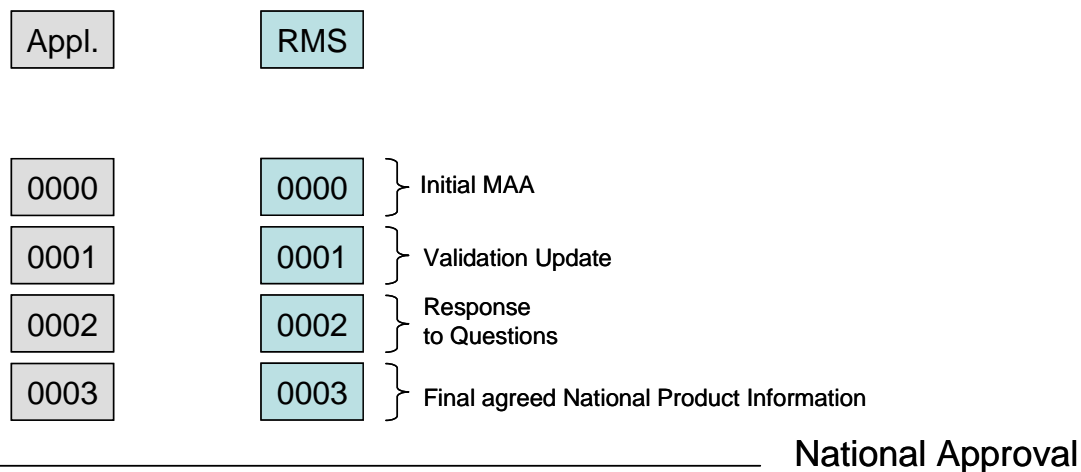 Appl. RMS
0000 0000 Initial MAA
0001 0001 Validation Update
0002 0002 Response
to Questions
0003 0003 Final agreed National Product Information
National Approval